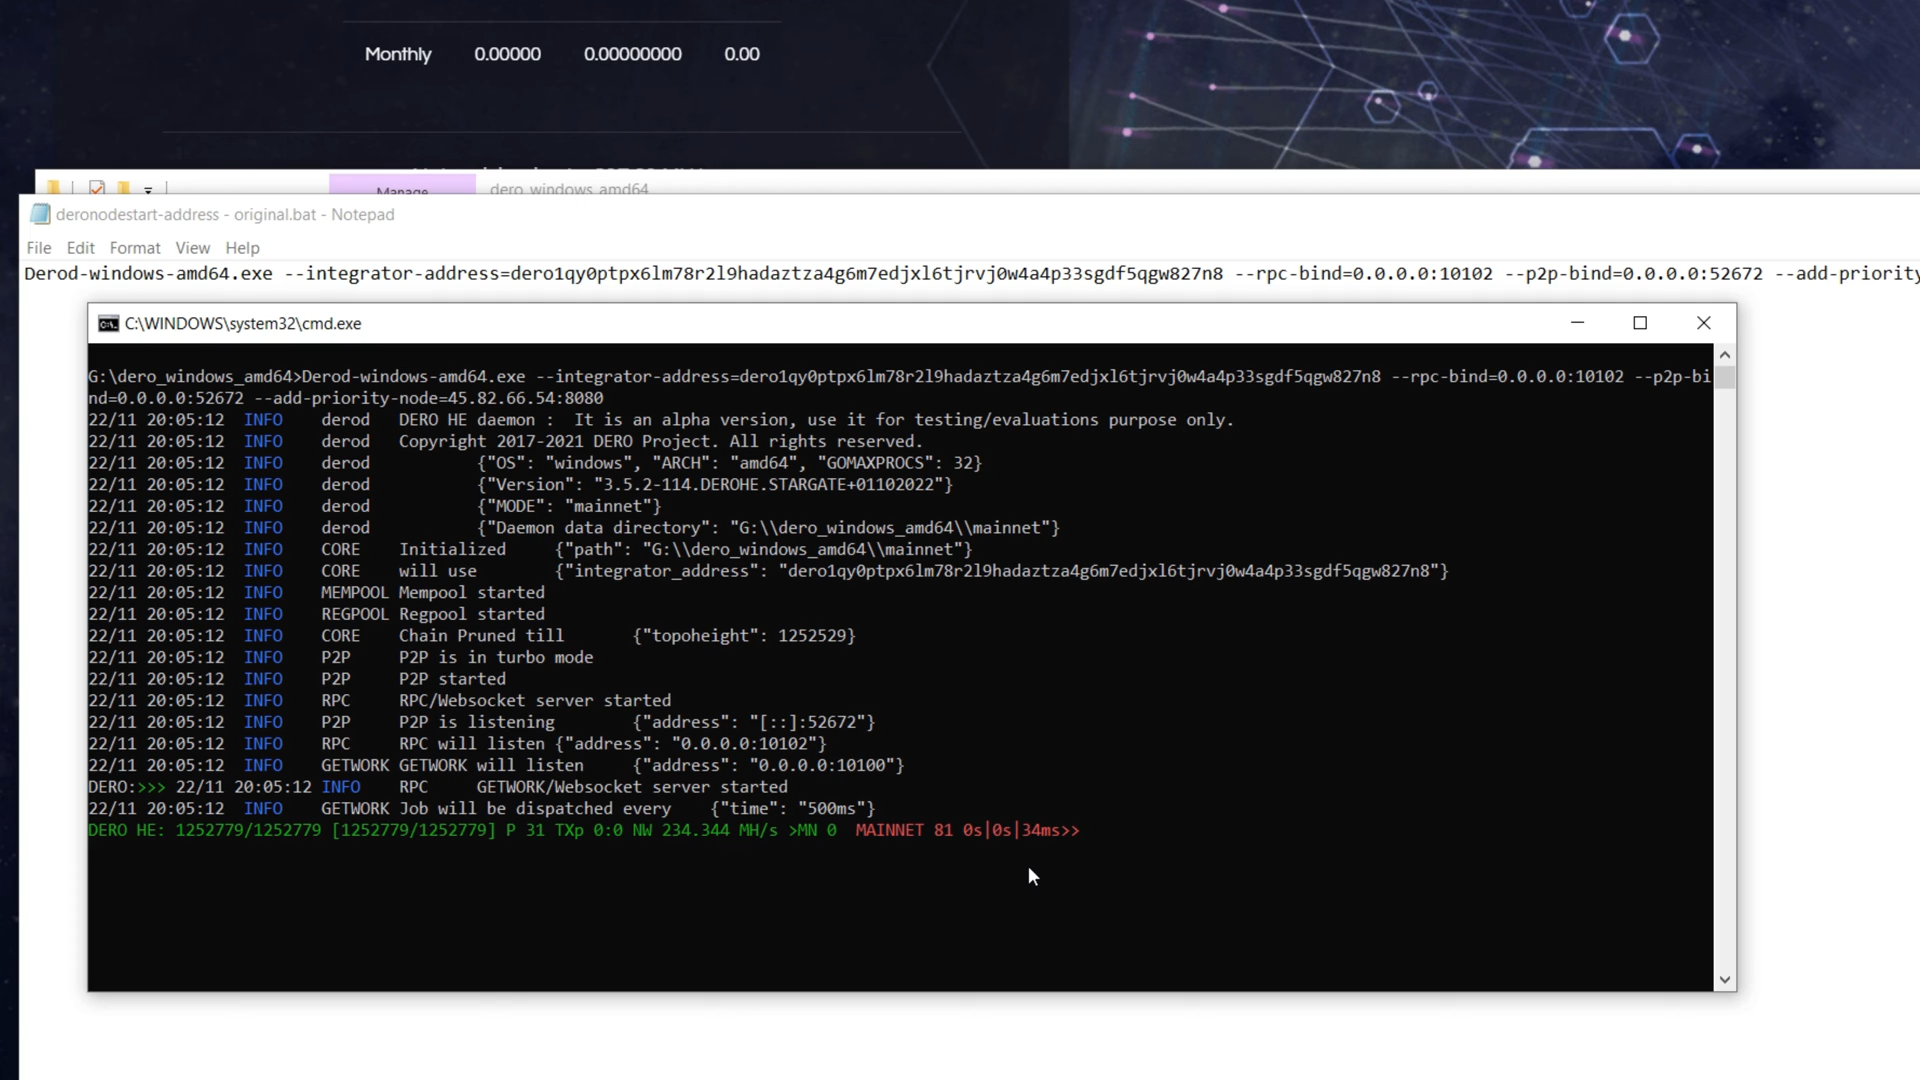 Monthly 0.00000 0.00000000 0.00
Manage dero_windows_amd64
deronodestart-address - original.bat - Notepad
File Edit Format View Help
Derod-windows-amd64.exe --integrator-address=dero1qy0ptpx6lm78r2l9hadaztza4g6m7edjxl6tjrvj0w4a4p33sgdf5qgw827n8 --rpc-bind=0.0.0.0:10102 --p2p-bind=0.0.0.0:52672 --add-priority
C:\WINDOWS\system32\cmd.exe
G:\dero_windows_amd64>Derod-windows-amd64.exe --integrator-address=dero1qy0ptpx6lm78r2l9hadaztza4g6m7edjxl6tjrvj0w4a4p33sgdf5qgw827n8 --rpc-bind=0.0.0.0:10102 --p2p-bi
nd=0.0.0.0:52672 --add-priority-node=45.82.66.54:8080
22/11 20:05:12 INFO derod DERO HE daemon : It is an alpha version, use it for testing/evaluations purpose only.
22/11 20:05:12 INFO derod Copyright 2017-2021 DERO Project. All rights reserved.
22/11 20:05:12 INFO derod {"OS": "windows", "ARCH": "amd64", "GOMAXPROCS": 32}
22/11 20:05:12 INFO derod {"Version": "3.5.2-114.DEROHE.STARGATE+01102022"}
22/11 20:05:12 INFO derod {"MODE": "mainnet"}
22/11 20:05:12 INFO derod {"Daemon data directory": "G:\\dero_windows_amd64\\mainnet"}
22/11 20:05:12 INFO CORE Initialized {"path": "G:\\dero_windows_amd64\\mainnet"}
22/11 20:05:12 INFO CORE will use {"integrator_address": "dero1qy0ptpx6lm78r2l9hadaztza4g6m7edjxl6tjrvj0w4a4p33sgdf5qgw827n8"}
22/11 20:05:12 INFO MEMPOOL Mempool started
22/11 20:05:12 INFO REGPOOL Regpool started
22/11 20:05:12 INFO CORE Chain Pruned till {"topoheight": 1252529}
22/11 20:05:12 INFO P2P P2P is in turbo mode
22/11 20:05:12 INFO P2P P2P started
22/11 20:05:12 INFO RPC RPC/Websocket server started
22/11 20:05:12 INFO P2P P2P is listening {"address": "[::]:52672"}
22/11 20:05:12 INFO RPC RPC will listen {"address": "0.0.0.0:10102"}
22/11 20:05:12 INFO GETWORK GETWORK will listen {"address": "0.0.0.0:10100"}
DERO:>>> 22/11 20:05:12 INFO RPC GETWORK/Websocket server started
22/11 20:05:12 INFO GETWORK Job will be dispatched every {"time": "500ms"}
DERO HE: 1252779/1252779 [1252779/1252779] P 31 TXp 0:0 NW 234.344 MH/s >MN 0 MAINNET 81 0s|0s|34ms>>